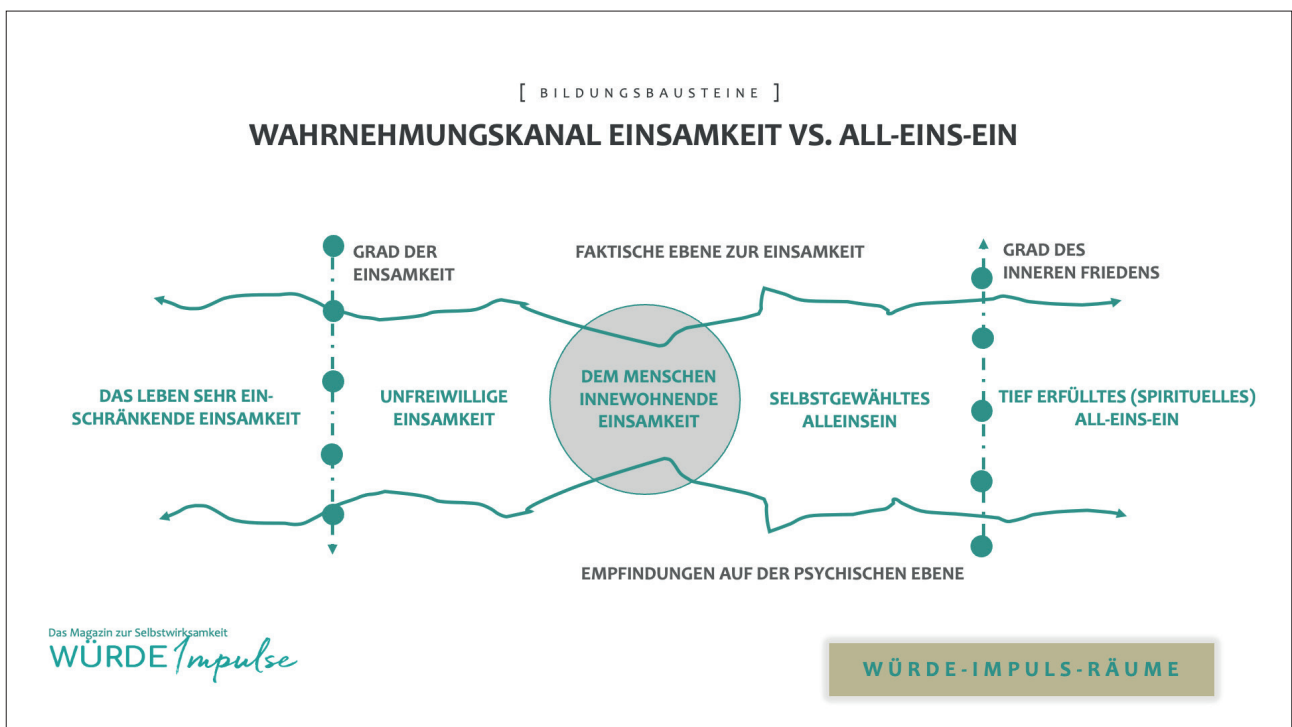 [ BILDUNGSBAUSTEINE ]
WAHRNEHMUNGSKANAL EINSAMKEIT VS. ALL-EINS-EIN
GRAD DER
EINSAMKEIT
FAKTISCHE EBENE ZUR EINSAMKEIT
GRAD DES
INNEREN FRIEDENS
DAS LEBEN SEHR EIN-
SCHRÄNKENDE EINSAMKEIT
UNFREIWILLIGE
EINSAMKEIT
DEM MENSCHEN
INNEWOHNENDE
EINSAMKEIT
SELBSTGEWÄHLTES
ALLEINSEIN
TIEF ERFÜLLTES (SPIRITUELLES)
ALL-EINS-EIN
EMPFINDUNGEN AUF DER PSYCHISCHEN EBENE
Das Magazin zur Selbstwirksamkeit
WÜRDE Impulse
WÜRDE-IMPULS-RÄUME